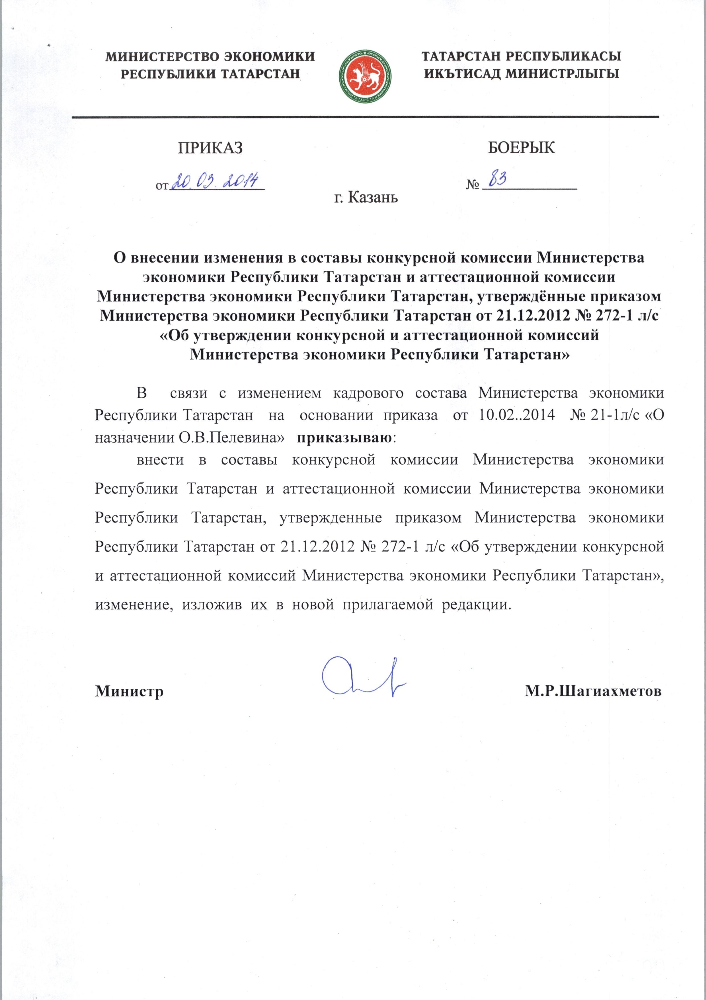 МИНИСТЕРСТВО ЭКОНОМИКИ
РЕСПУБЛИКИ ТАТАРСТАН
ТАТАРСТАН
ТАТАРСТАН РЕСПУБЛИКАСЫ
ИКЪТИСАД МИНИСТРЛЫГЫ
ПРИКАЗ
БОЕРЫК
от 20.03.2014
№ 83
г. Казань
О внесении изменения в составы конкурсной комиссии Министерства
экономики Республики Татарстан и аттестационной комиссии
Министерства экономики Республики Татарстан, утверждённые приказом
Министерства экономики Республики Татарстан от 21.12.2012 № 272-1 л/с
«Об утверждении конкурсной и аттестационной комиссий
Министерства экономики Республики Татарстан»
В связи с изменением кадрового состава Министерства экономики
Республики Татарстан на основании приказа от 10.02..2014 № 21-1л/с «О
назначении О.В.Пелевина» приказываю:
внести в составы конкурсной комиссии Министерства экономики
Республики Татарстан и аттестационной комиссии Министерства экономики
Республики Татарстан, утвержденные приказом Министерства экономики
Республики Татарстан от 21.12.2012 № 272-1 л/с «Об утверждении конкурсной
и аттестационной комиссий Министерства экономики Республики Татарстан»,
изменение, изложив их в новой прилагаемой редакции.
Министр
М.Р.Шагиахметов